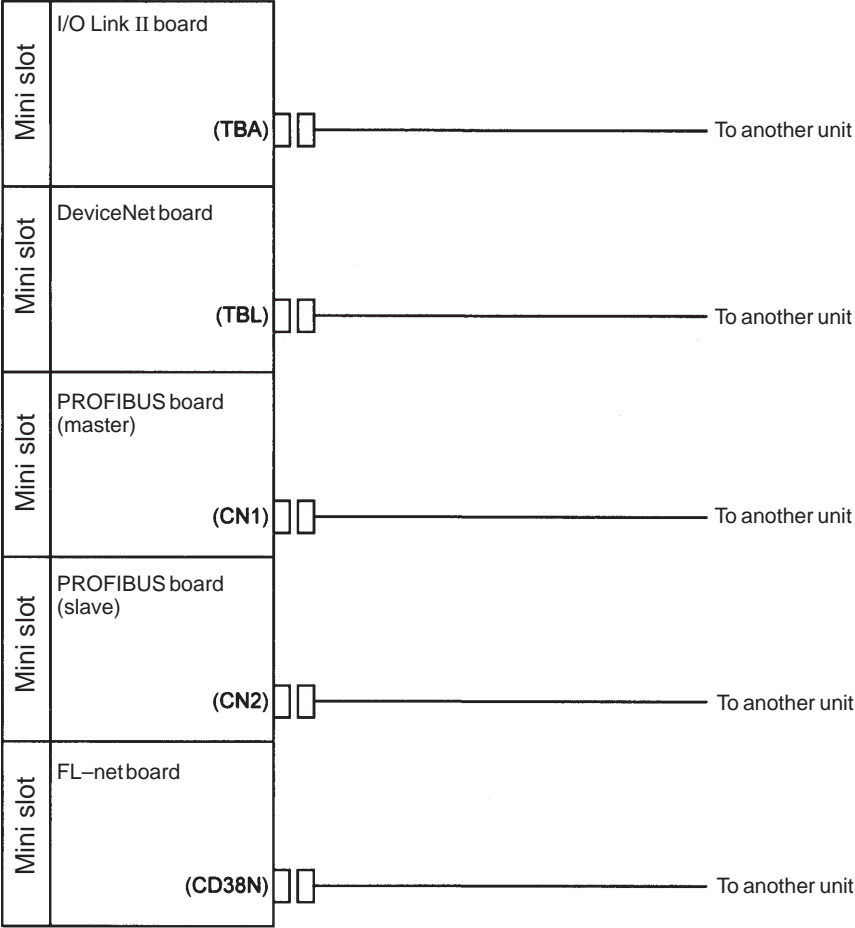 Mini slot
I/O Link II board
(TBA)
To another unit
Mini slot
DeviceNet board
(TBL)
To another unit
Mini slot
PROFIBUS board
(master)
(CN1)
To another unit
Mini slot
PROFIBUS board
(slave)
(CN2)
To another unit
Mini slot
FL–net board
(CD38N)
To another unit